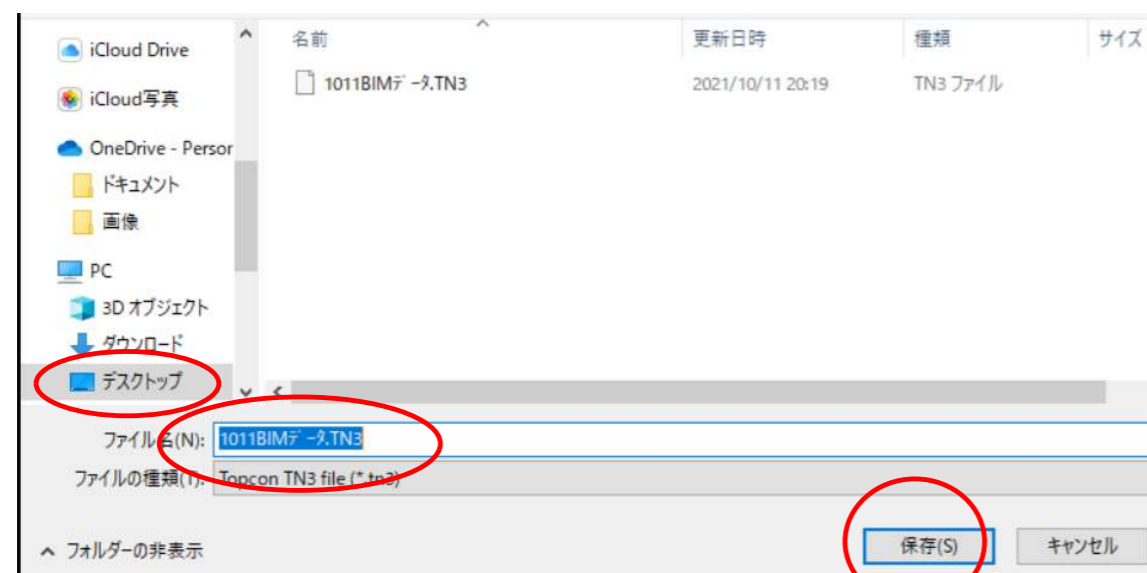 iCloud Drive
iCloud写真
OneDrive - Person
ドキュメント
画像
PC
3D オブジェクト
ダウンロード
デスクトップ
名前 更新日時 種類 サイズ
1011BIMデ-タ.TN3 2021/10/11 20:19 TN3 ファイル
ファイル名(N): 1011BIMデ-タ.TN3
ファイルの種類(T): Topcon TN3 file (*.tn3)
フォルダーの非表示 保存(S) キャンセル